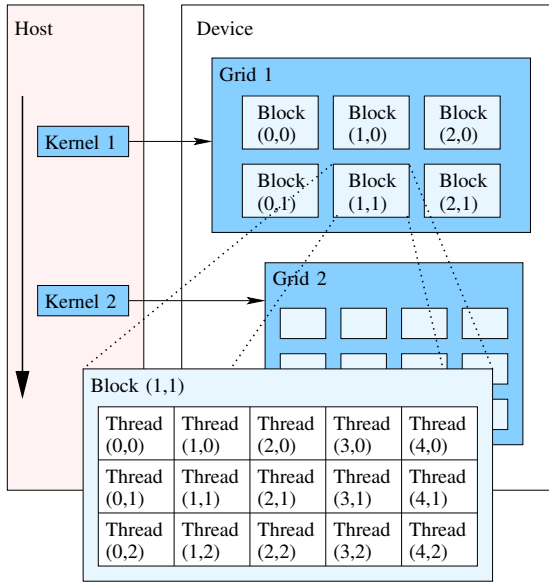 Host
Device
Grid 1
Block Block Block
(0,0) (1,0) (2,0)
Kernel 1
Block Block Block
(0,1) (1,1) (2,1)
Grid 2
Kernel 2
Block (1,1)
Thread Thread Thread Thread Thread
(0,0) (1,0) (2,0) (3,0) (4,0)
Thread Thread Thread Thread Thread
(0,1) (1,1) (2,1) (3,1) (4,1)
Thread Thread Thread Thread Thread
(0,2) (1,2) (2,2) (3,2) (4,2)